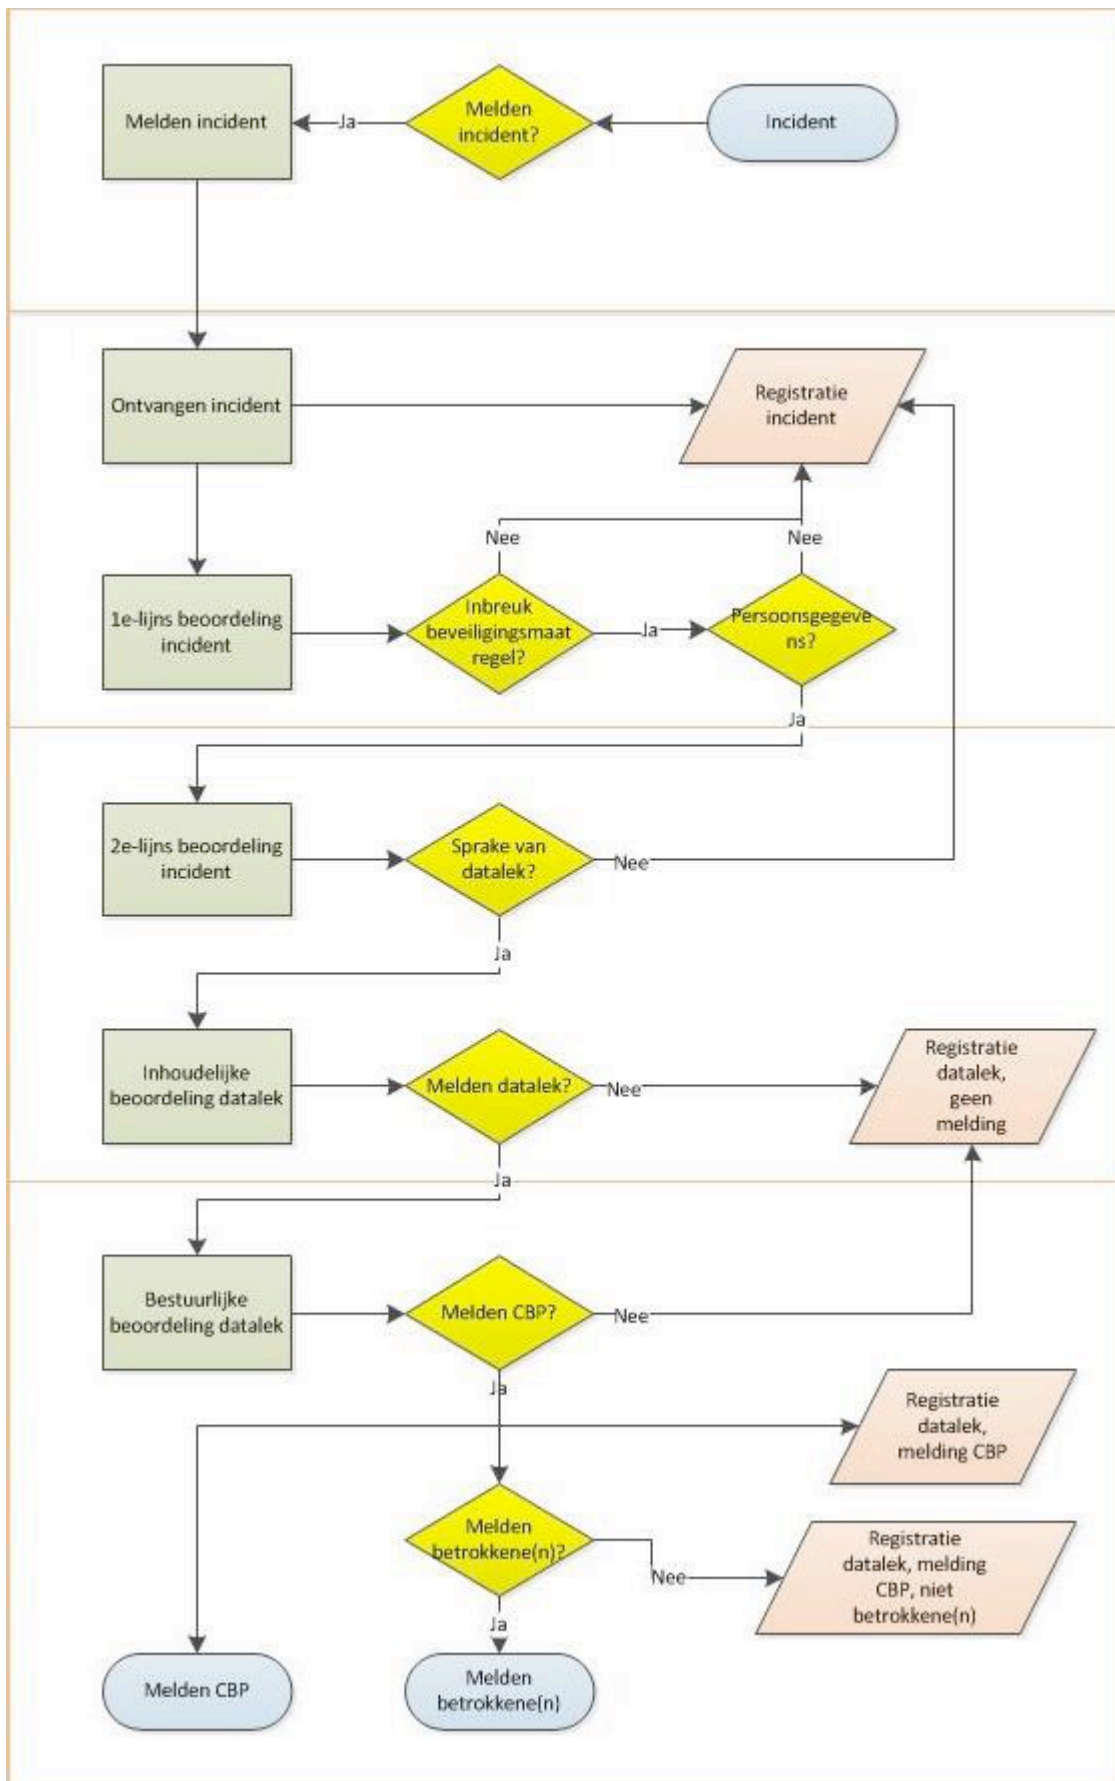 Melden incident
Ja
Melden
incident?
Incident
Ontvangen incident
Registratie
incident
Nee
Nee
1e-lijns beoordeling
incident
Inbreuk
beveiligingsmaat
regel?
Ja
Persoonsgegeve
ns?
Ja
2e-lijns beoordeling
incident
Sprake van
datalek?
Nee
Ja
Inhoudelijke
beoordeling datalek
Melden datalek?
Nee
Registratie
datalek,
geen
melding
Ja
Bestuurlijke
beoordeling datalek
Melden CBP?
Nee
Ja
Registratie
datalek,
melding CBP
Melden
betrokkene(n)?
Nee
Registratie
datalek, melding
CBP, niet
betrokkene(n)
Ja
Melden CBP
Melden
betrokkene(n)